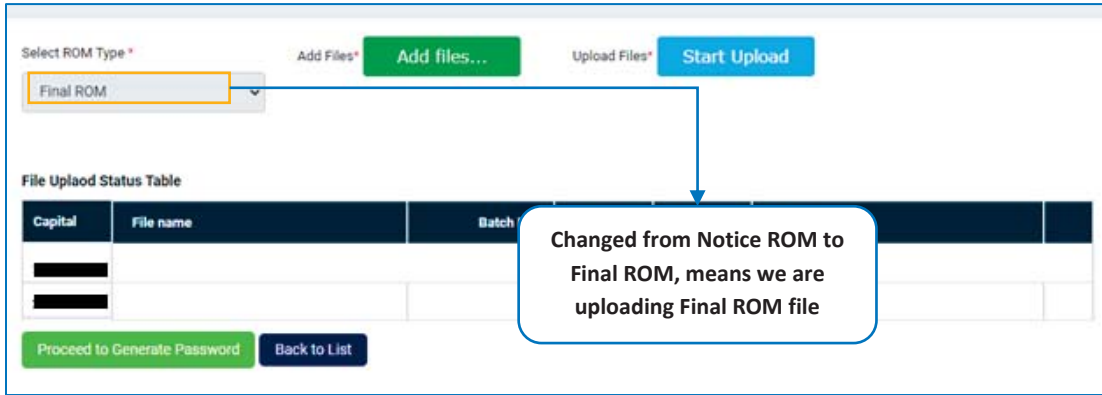 Select ROM Type *
Add Files* Add files... Upload Files* Start Upload
Final ROM
File Uplaod Status Table
Capital File name Batch
Changed from Notice ROM to
Final ROM, means we are
uploading Final ROM file
Proceed to Generate Password Back to List